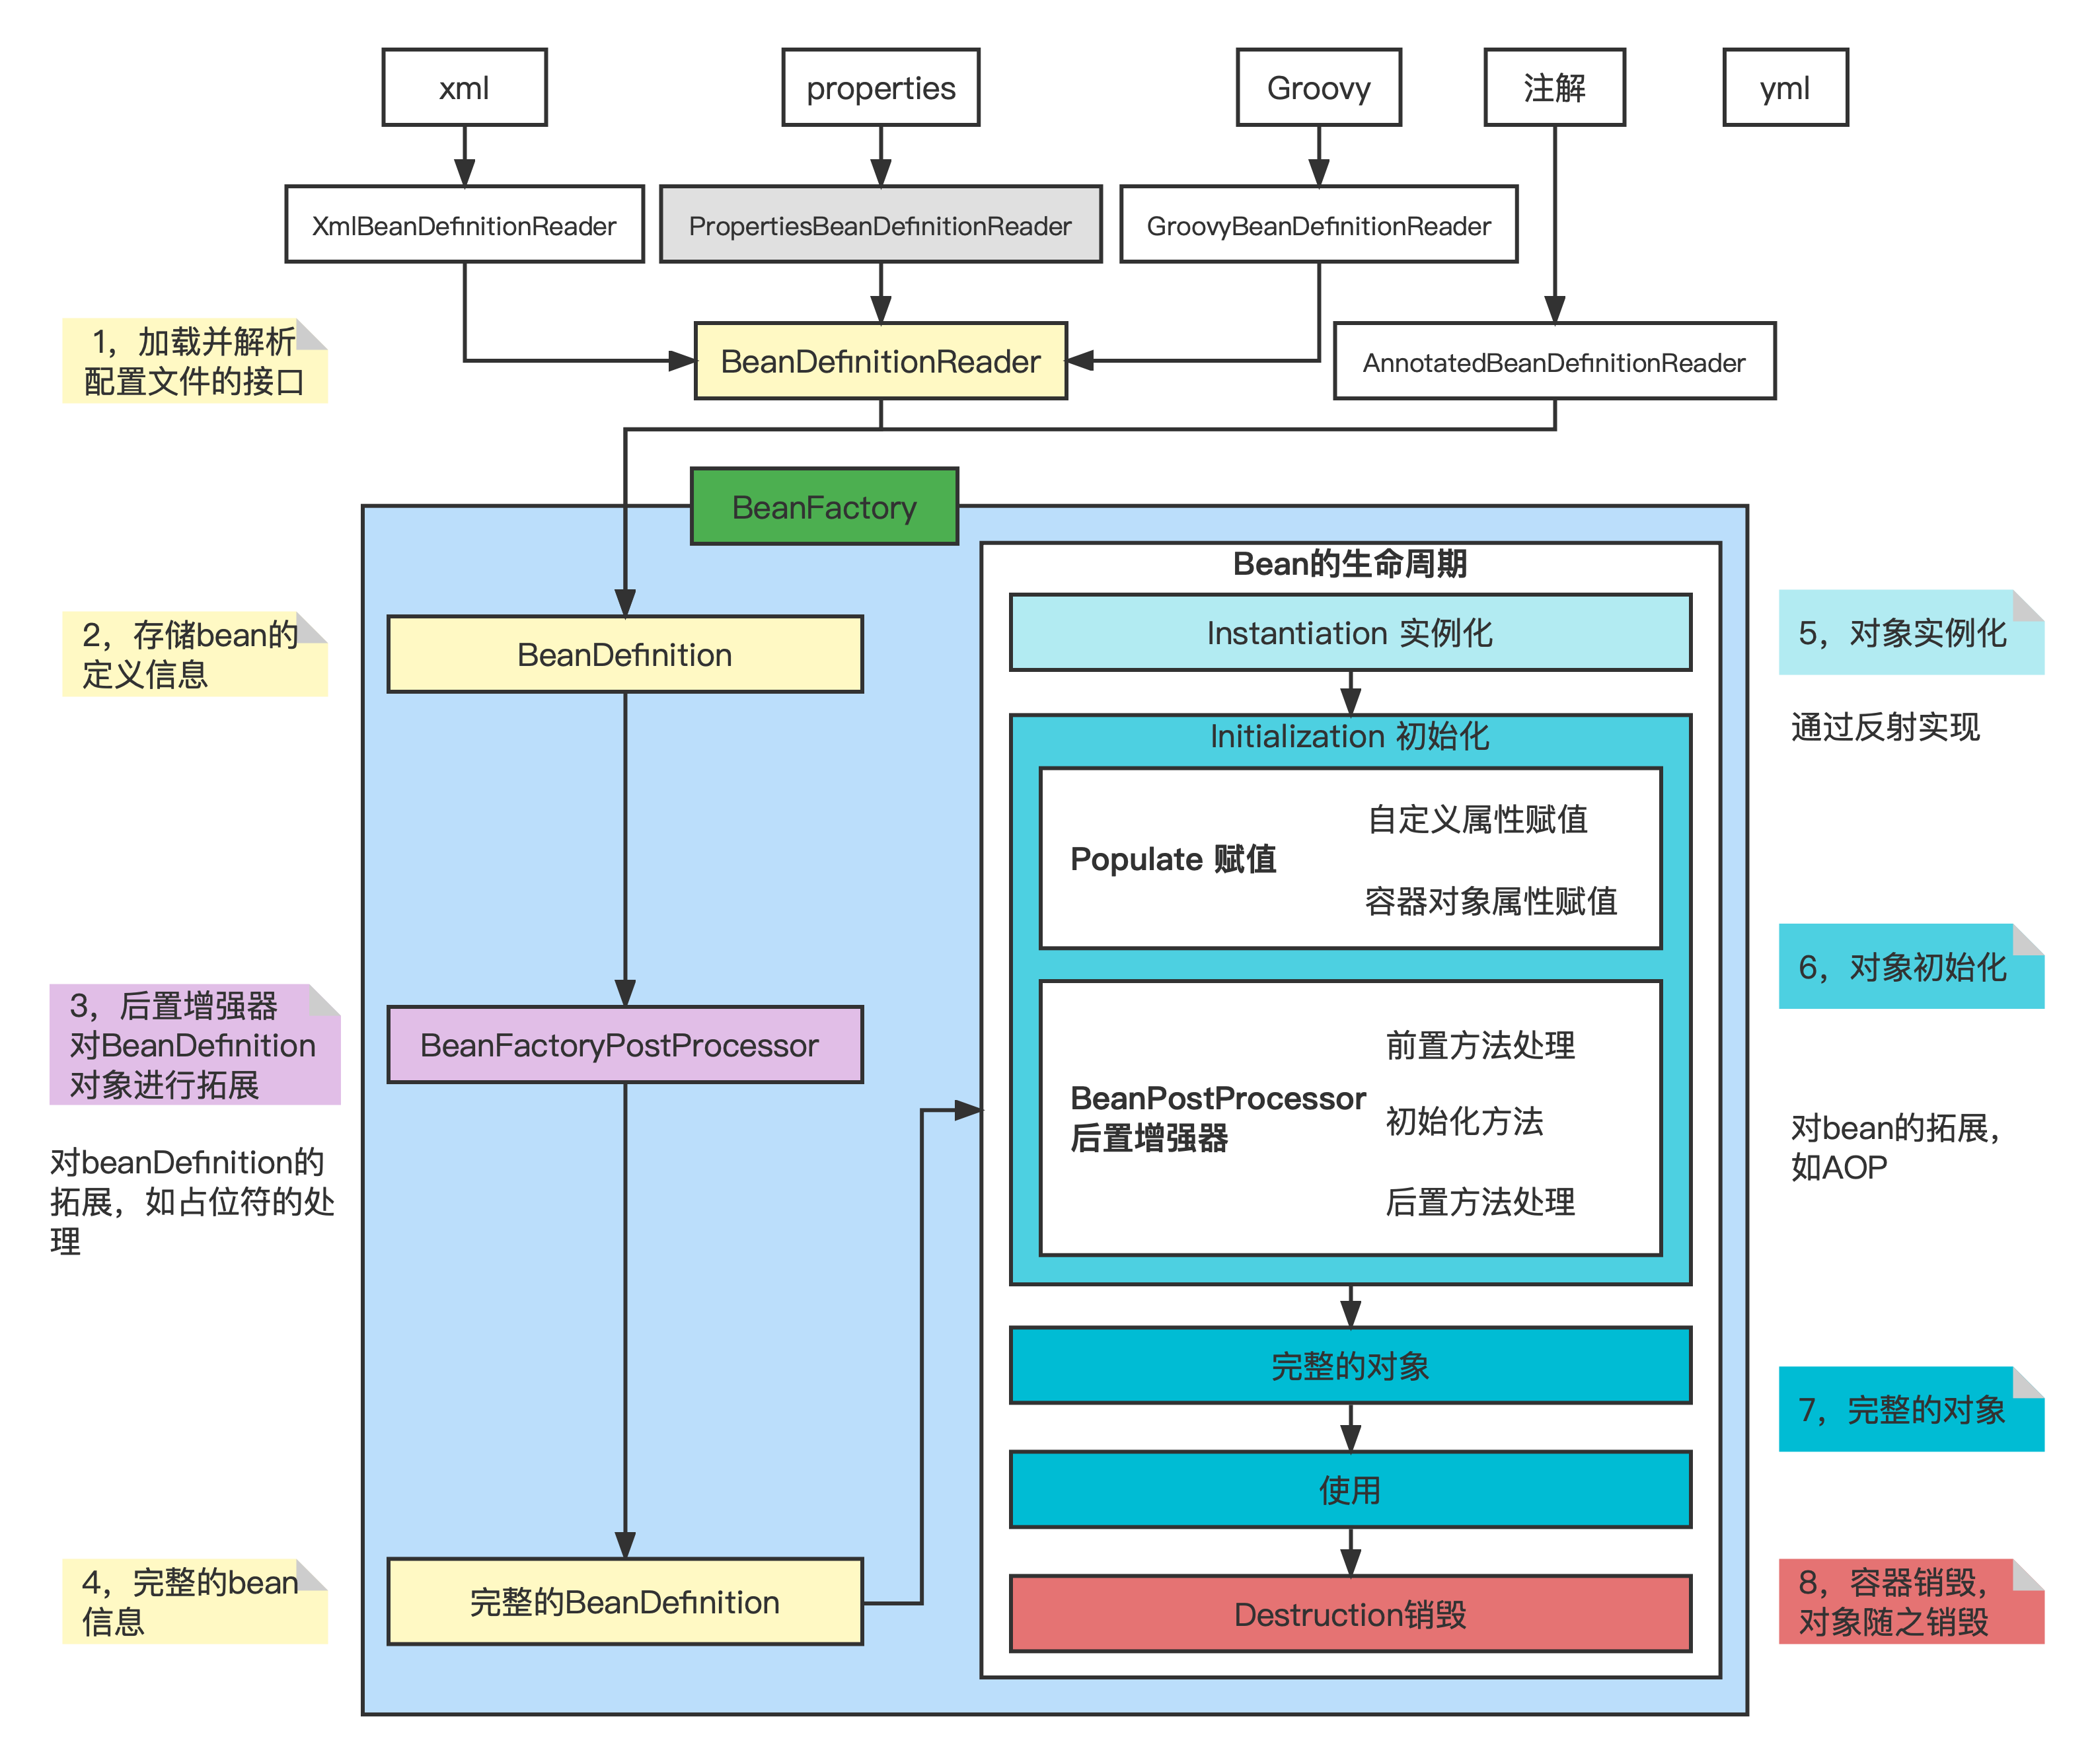 xml
properties
Groovy
注解
yml
XmlBeanDefinitionReader
PropertiesBeanDefinitionReader
GroovyBeanDefinitionReader
1，加载并解析
配置文件的接口
BeanDefinitionReader
AnnotatedBeanDefinitionReader
BeanFactory
Bean的生命周期
2，存储bean的
定义信息
BeanDefinition
Instantiation 实例化
5，对象实例化
通过反射实现
Initialization 初始化
Populate 赋值
自定义属性赋值
容器对象属性赋值
6，对象初始化
3，后置增强器
对BeanDefinition
对象进行拓展
BeanFactoryPostProcessor
对beanDefinition的
拓展，如占位符的处
理
BeanPostProcessor
后置增强器
前置方法处理
初始化方法
后置方法处理
对bean的拓展，
如AOP
完整的对象
7，完整的对象
使用
4，完整的bean
信息
完整的BeanDefinition
Destruction销毁
8，容器销毁，
对象随之销毁